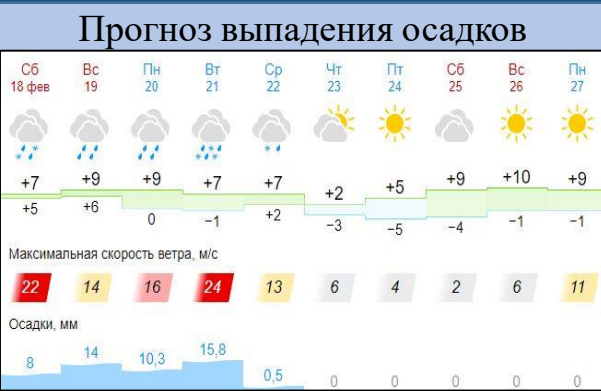 Прогноз выпадения осадков
Сб Вс Пн Вт Ср Чт Пт Сб Вс Пн
18 фев 19 20 21 22 23 24 25 26 27
+7 +9 +9 +7 +7 +2 +5 +9 +10 +9
+5 +6 0 −1 +2 −3 −5 −4 −1 −1
Максимальная скорость ветра, м/с
22 14 16 24 13 6 4 2 6 11
Осадки, мм
8 14 10,3 15,8 0,5 0 0 0 0 0